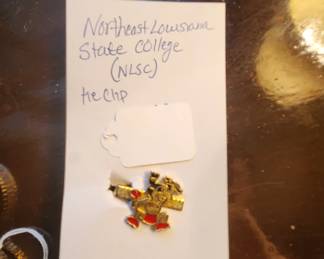 Northeast Louisiana
State College
(NLSC)
tie clip